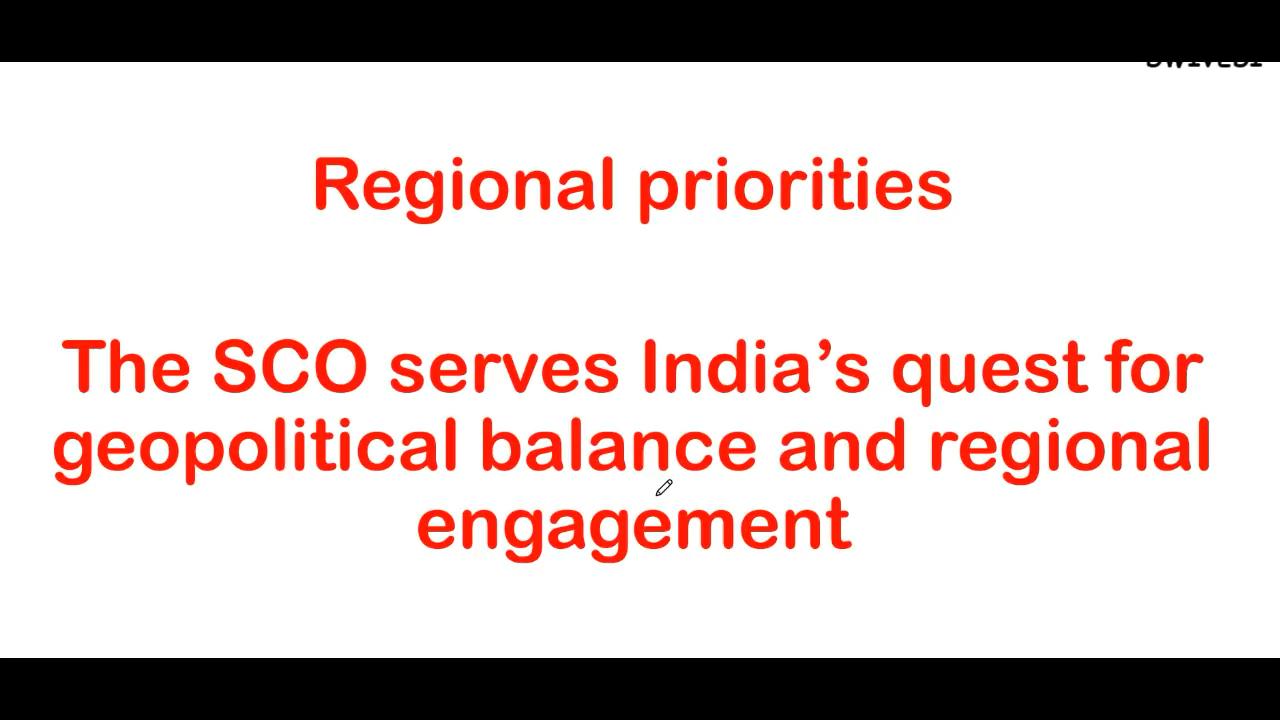 Regional priorities
The SCO serves India’s quest for
geopolitical balance and regional
engagement